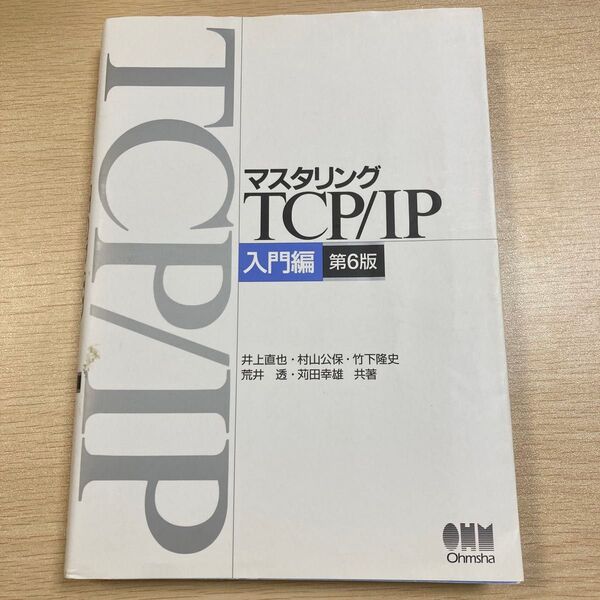 TCP/IP
マスタリング
TCP/IP
入門編 第6版
井上直也・村山公保・竹下隆史
荒井 透・苅田幸雄 共著
OHM
Ohmsha